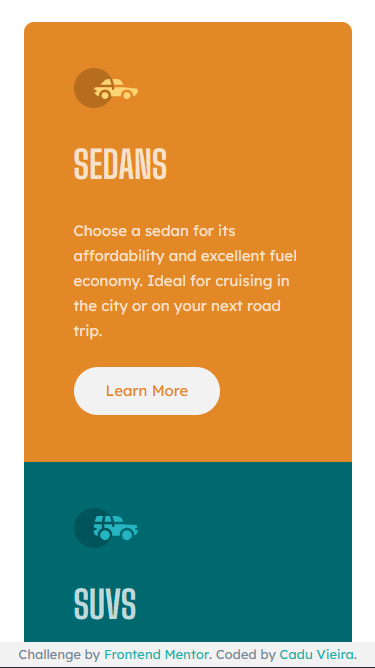 SEDANS
Choose a sedan for its
affordability and excellent fuel
economy. Ideal for cruising in
the city or on your next road
trip.
Learn More
SUVS
Challenge by Frontend Mentor. Coded by Cadu Vieira.